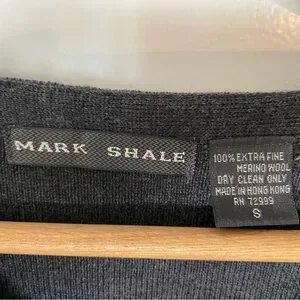 MARK SHALE
100% EXTRA FINE
MERINO WOOL
DRY CLEAN ONLY
MADE IN HONG KONG
RN 72999
S